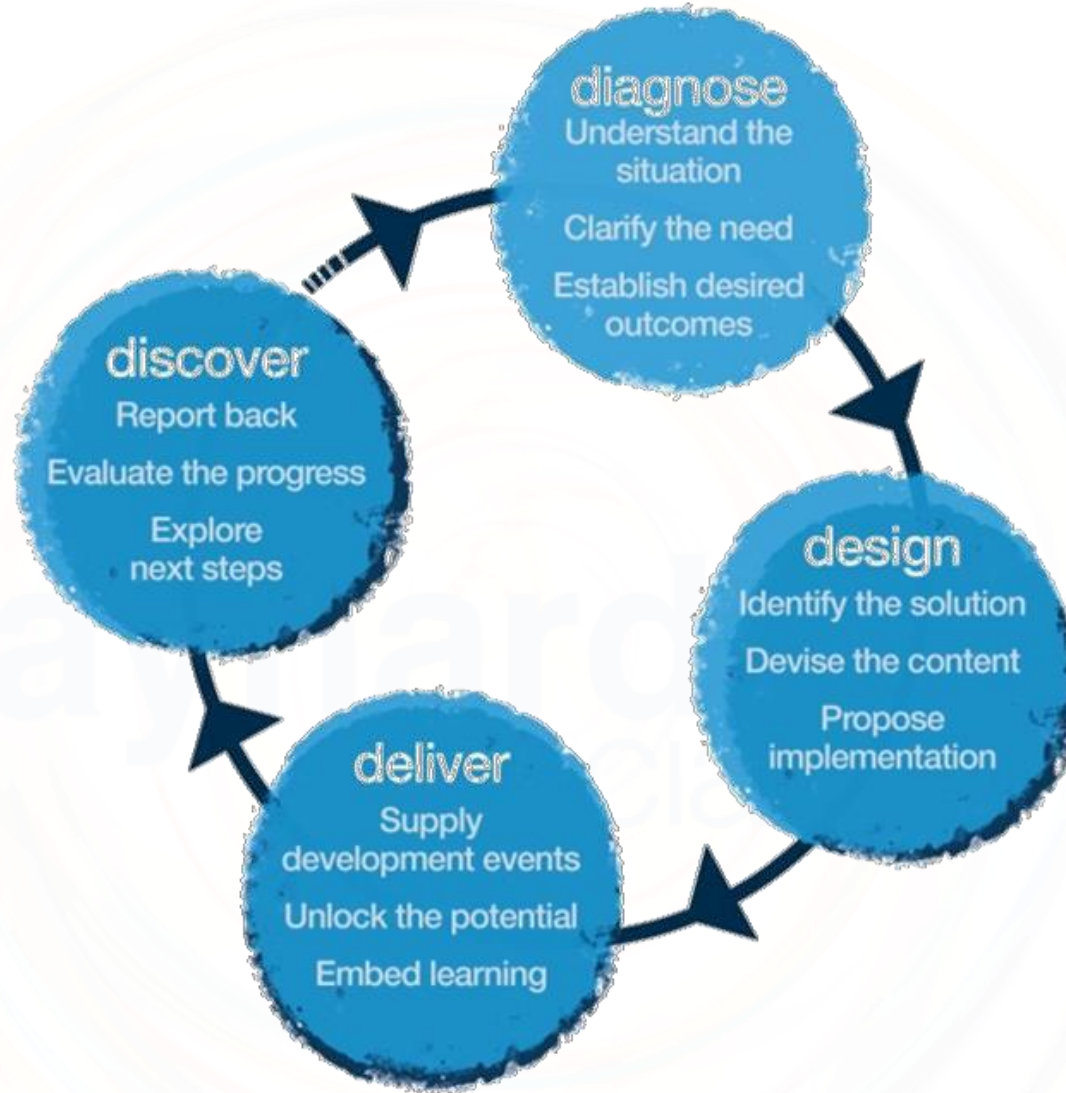 diagnose
Understand the
situation
Clarify the need
Establish desired
outcomes
design
Identify the solution
Devise the content
Propose
implementation
deliver
Supply
development events
Unlock the potential
Embed learning
discover
Report back
Evaluate the progress
Explore
next steps